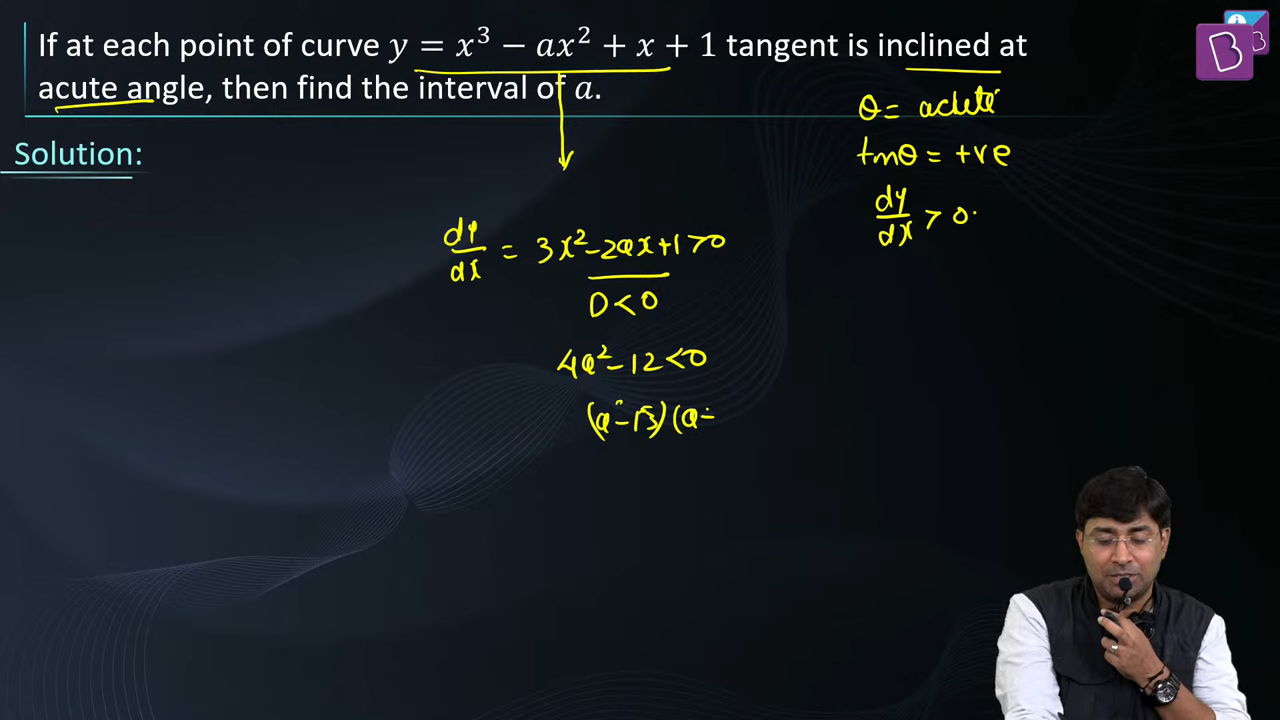 If at each point of curve y = x³ − ax² + x + 1 tangent is inclined at
acute angle, then find the interval of a.
Solution:
θ = acute
tanθ = +ve
dy/dx > 0
dy/dx = 3x² − 2ax + 1 > 0
D < 0
4a² − 12 < 0
(a − √3)(a